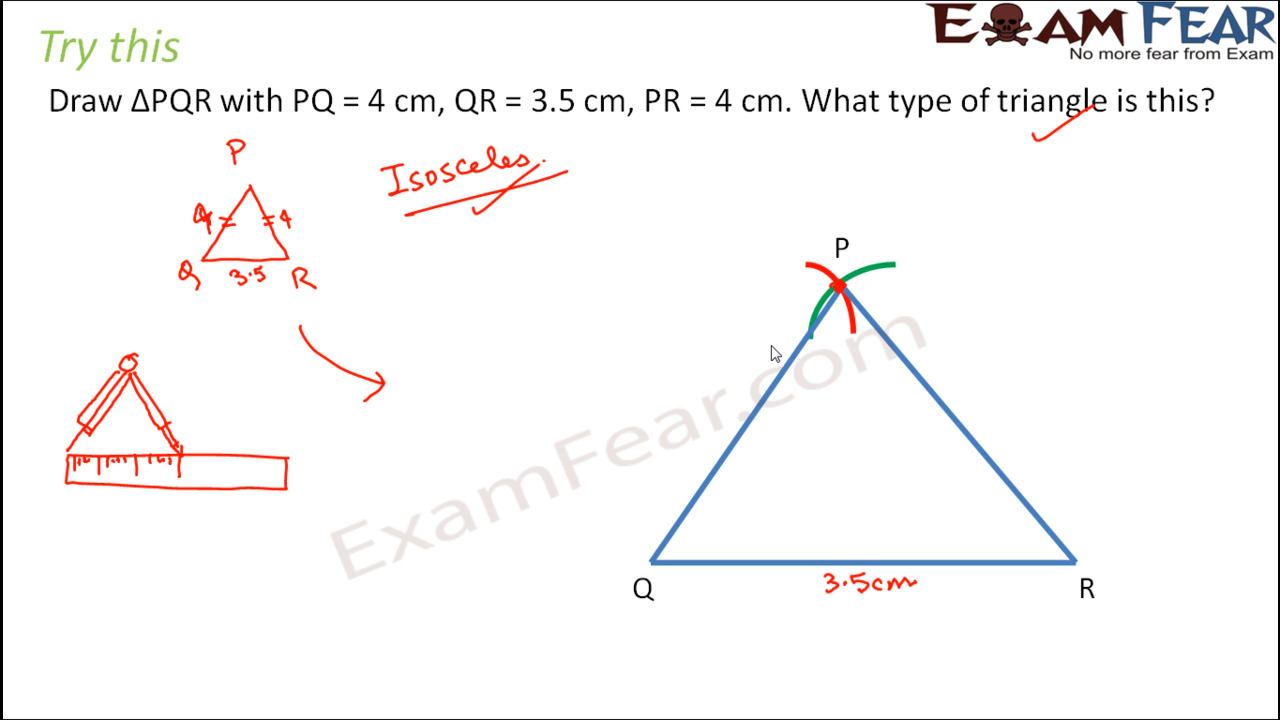 EXAM FEAR
No more fear from Exam
Try this
Draw ΔPQR with PQ = 4 cm, QR = 3.5 cm, PR = 4 cm. What type of triangle is this?
P
Isosceles.
4 4
Q 3.5 R
P
ExamFear.com
3.5cm
Q R